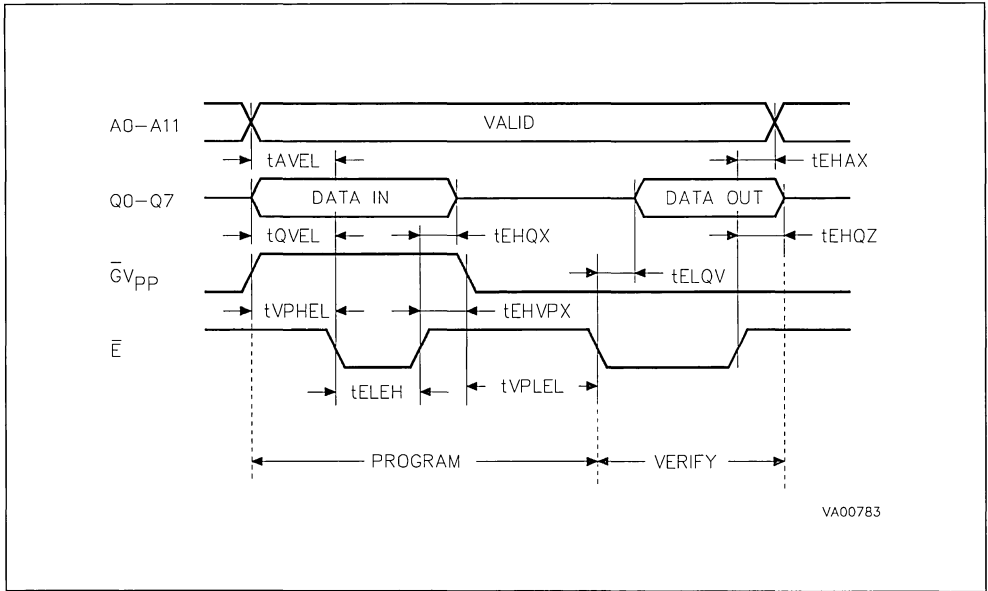 A0-A11
VALID
tAVEL
tEHAX
Q0-Q7
DATA IN
DATA OUT
tQVEL
tEHQX
tEHQZ
G̅VPP
tELQV
tVPHEL
tEHVPX
E̅
tELEH
tVPLEL
PROGRAM
VERIFY
VA00783